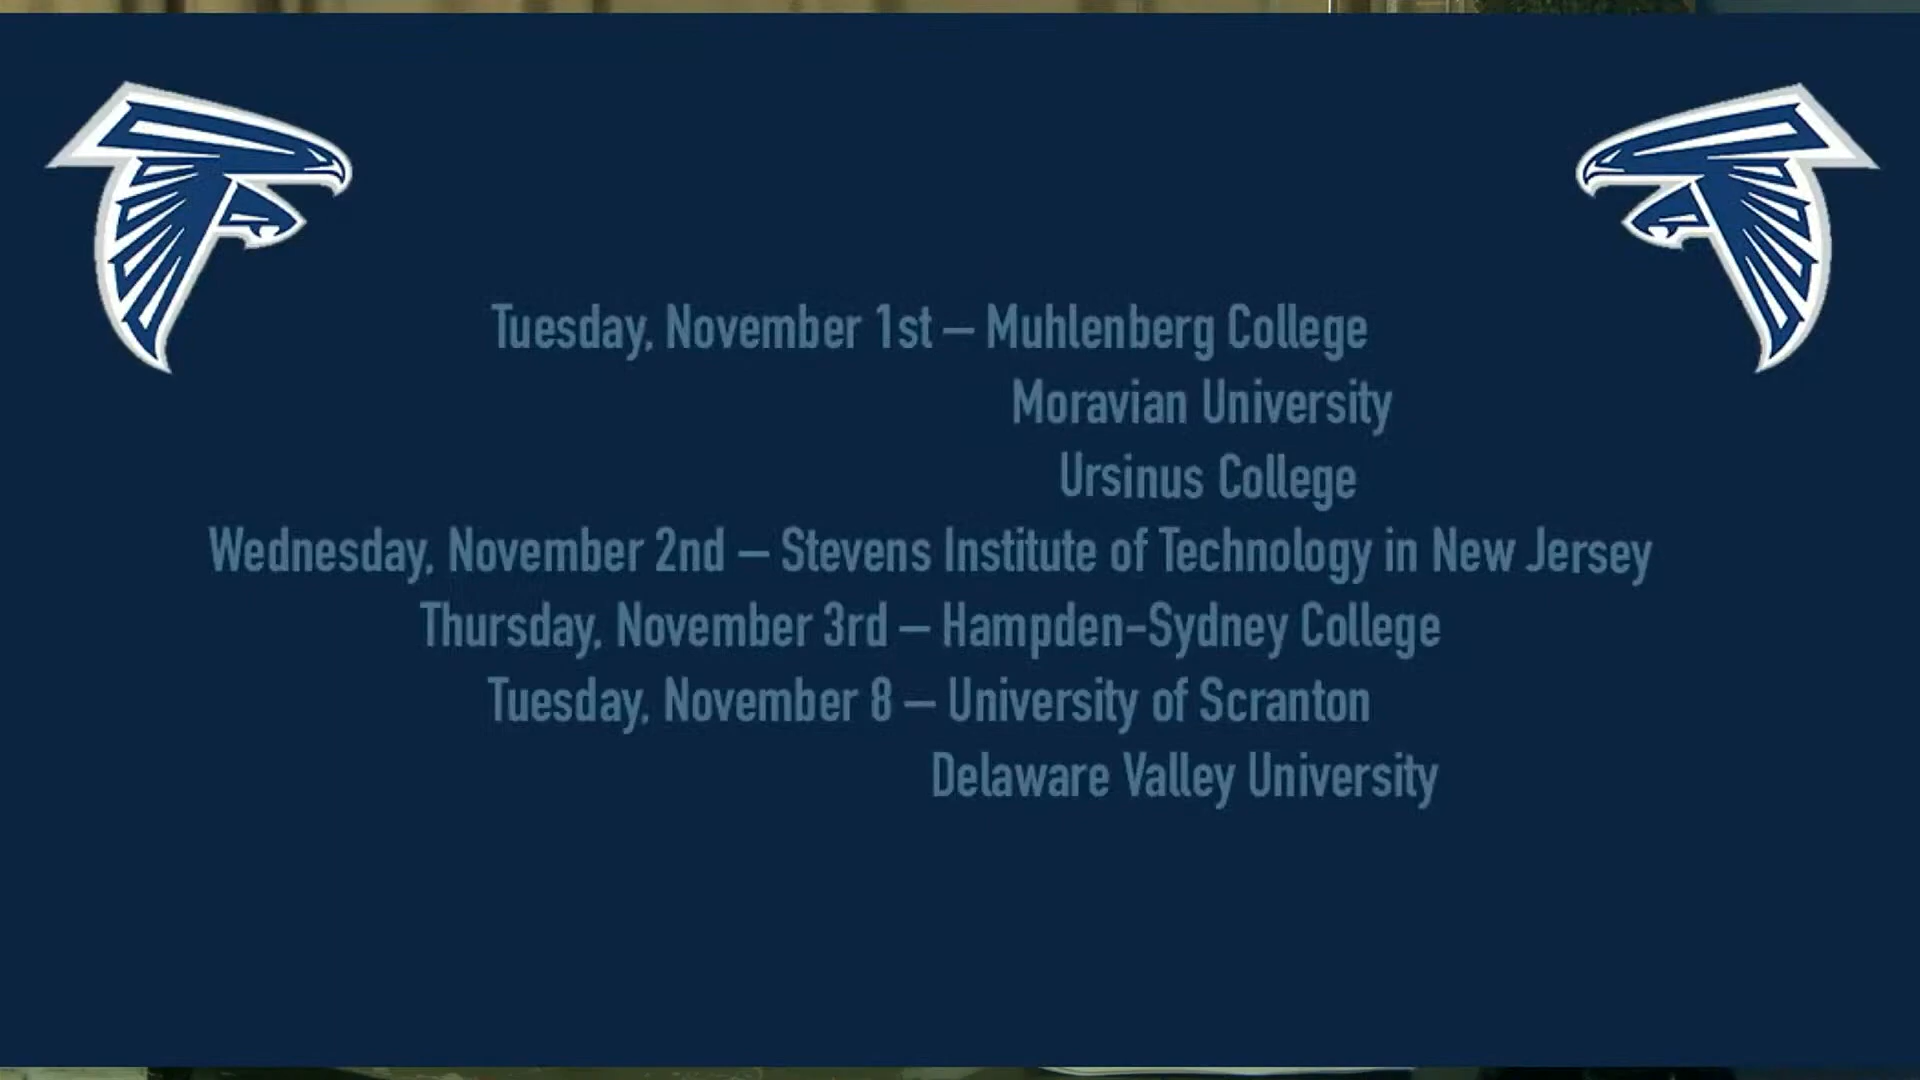 Tuesday, November 1st – Muhlenberg College
Moravian University
Ursinus College
Wednesday, November 2nd – Stevens Institute of Technology in New Jersey
Thursday, November 3rd – Hampden-Sydney College
Tuesday, November 8 – University of Scranton
Delaware Valley University